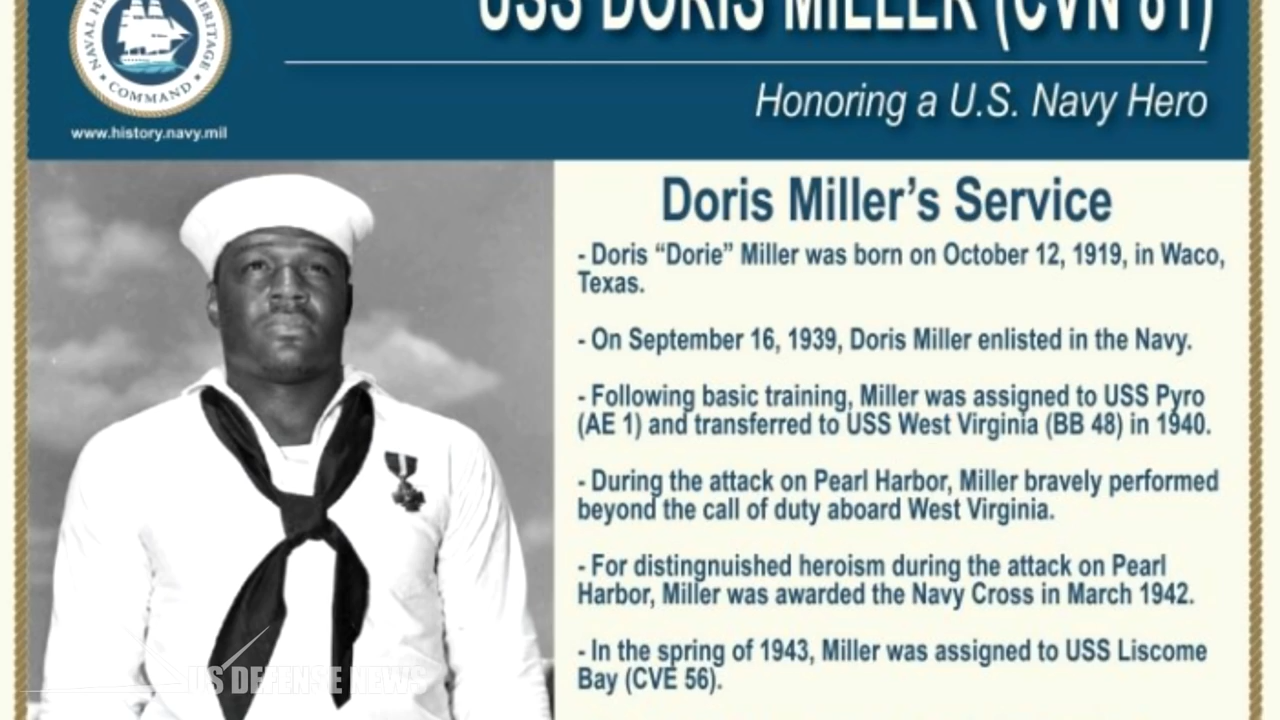 USS DORIS MILLER (CVN 81)
NAVAL HERITAGE
COMMAND
www.history.navy.mil
Honoring a U.S. Navy Hero
Doris Miller’s Service
- Doris “Dorie” Miller was born on October 12, 1919, in Waco,
Texas.
- On September 16, 1939, Doris Miller enlisted in the Navy.
- Following basic training, Miller was assigned to USS Pyro
(AE 1) and transferred to USS West Virginia (BB 48) in 1940.
- During the attack on Pearl Harbor, Miller bravely performed
beyond the call of duty aboard West Virginia.
- For distingnuished heroism during the attack on Pearl
Harbor, Miller was awarded the Navy Cross in March 1942.
- In the spring of 1943, Miller was assigned to USS Liscome
Bay (CVE 56).
US DEFENSE NEWS